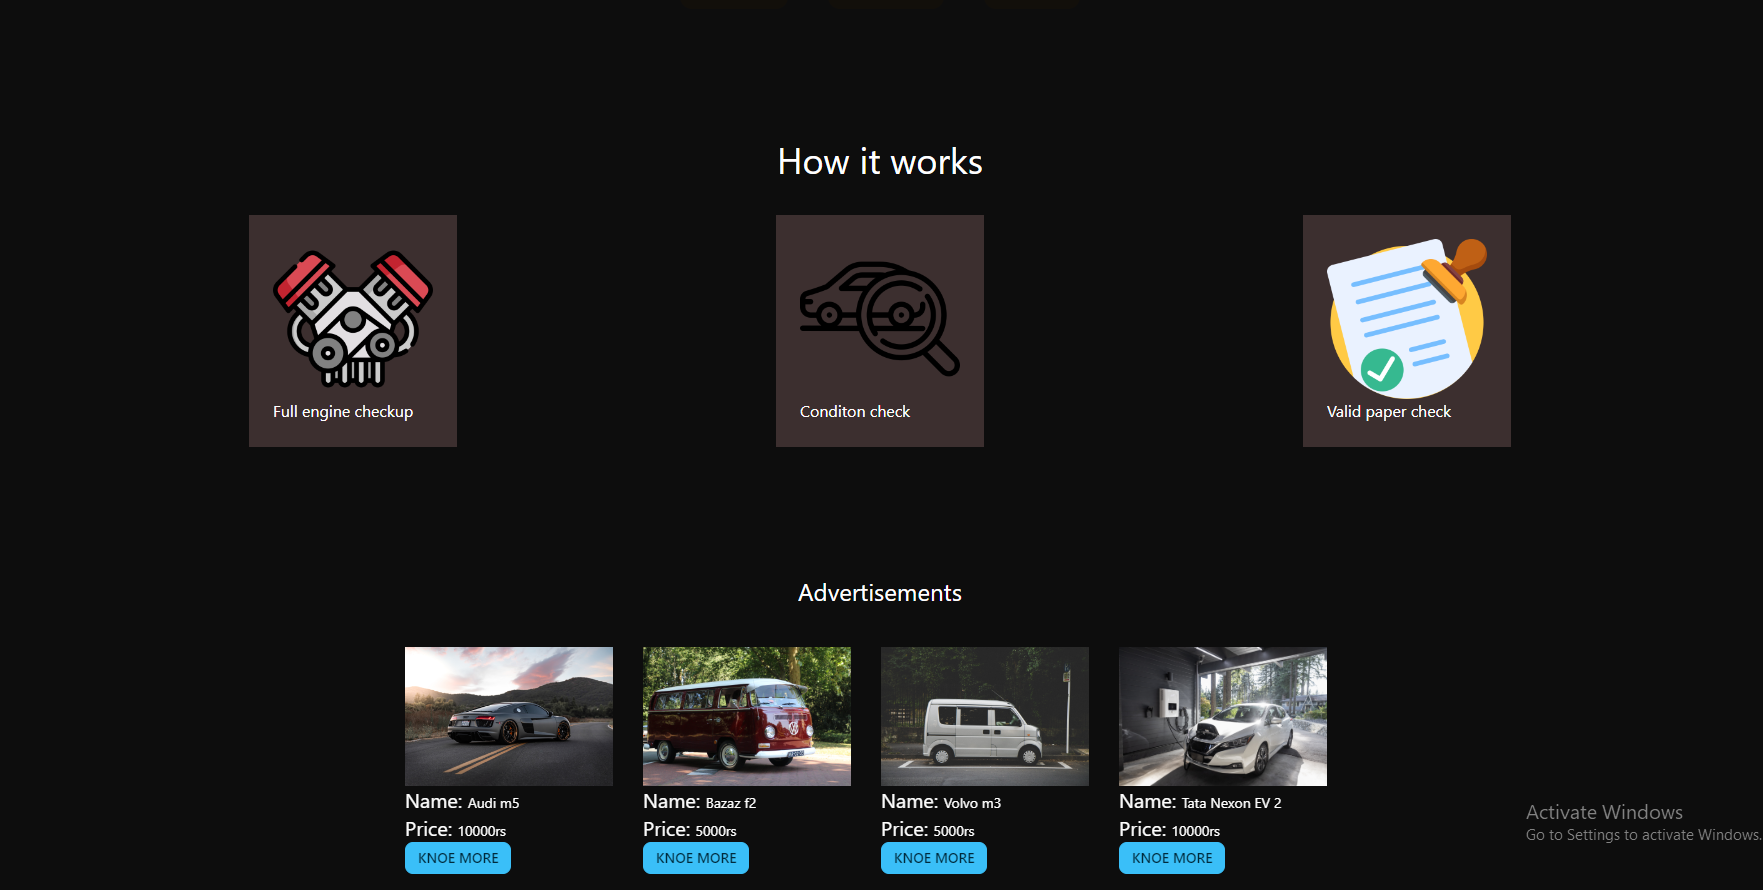 How it works
Full engine checkup
Conditon check
Valid paper check
Advertisements
Name: Audi m5
Price: 10000rs
KNOE MORE
Name: Bazaz f2
Price: 5000rs
KNOE MORE
Name: Volvo m3
Price: 5000rs
KNOE MORE
Name: Tata Nexon EV 2
Price: 10000rs
KNOE MORE
Activate Windows
Go to Settings to activate Windows.